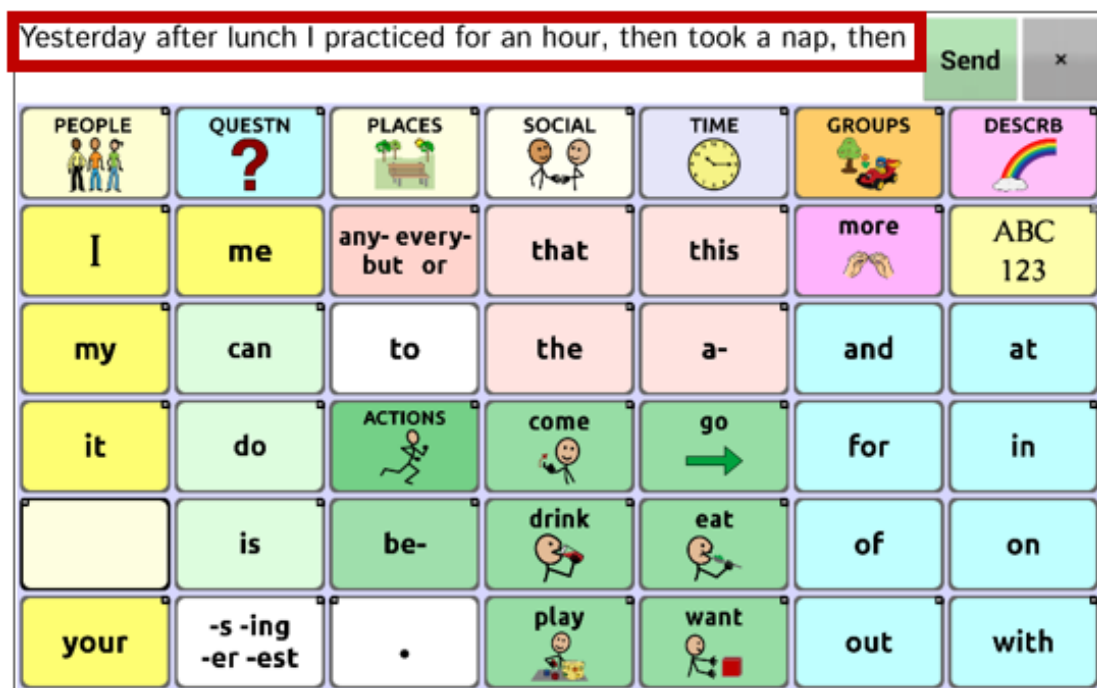 Yesterday after lunch I practiced for an hour, then took a nap, then
Send ×
PEOPLE QUESTN PLACES SOCIAL TIME GROUPS DESCRB
?
I me any- every- that this more ABC
but or 123
my can to the a- and at
it do ACTIONS come go for in
is be- drink eat of on
your -s -ing . play want out with
-er -est